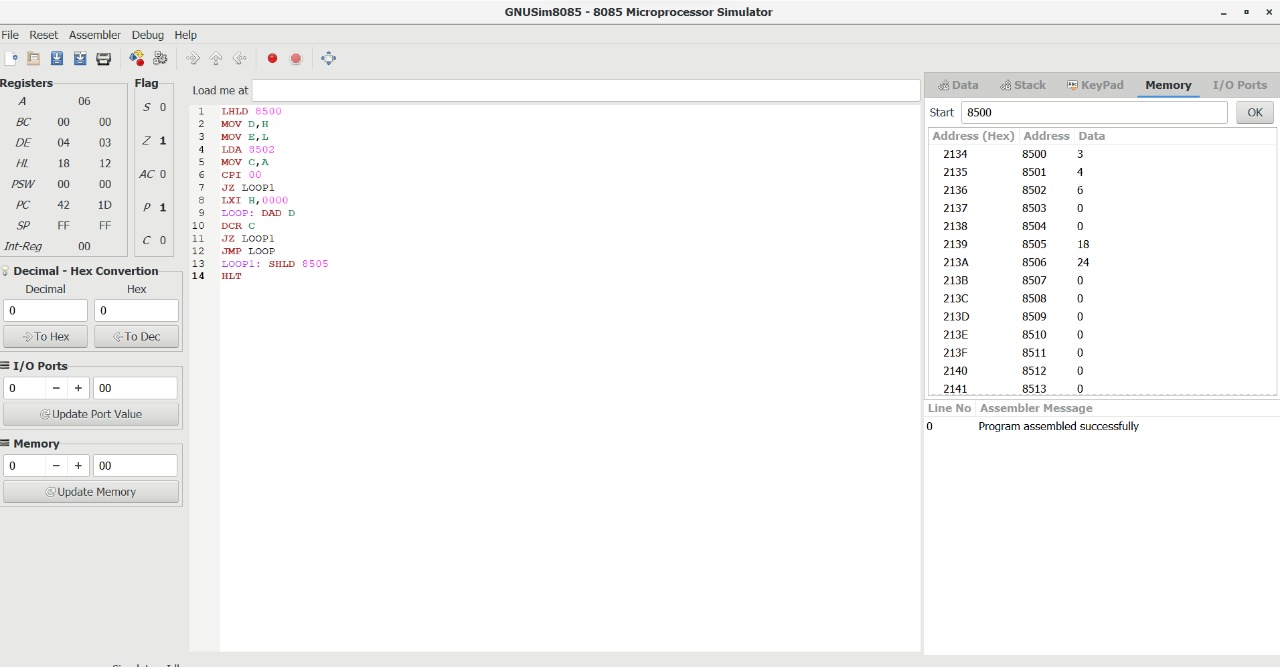 GNUSim8085 - 8085 Microprocessor Simulator
File Reset Assembler Debug Help
Registers
A 06
BC 00 00
DE 04 03
HL 18 12
PSW 00 00
PC 42 1D
SP FF FF
Int-Reg 00
Flag
S 0
Z 1
AC 0
P 1
C 0
Decimal - Hex Convertion
Decimal Hex
0 0
To Hex To Dec
I/O Ports
0 − + 00
Update Port Value
Memory
0 − + 00
Update Memory
Load me at
1 LHLD 8500
2 MOV D,H
3 MOV E,L
4 LDA 8502
5 MOV C,A
6 CPI 00
7 JZ LOOP1
8 LXI H,0000
9 LOOP: DAD D
10 DCR C
11 JZ LOOP1
12 JMP LOOP
13 LOOP1: SHLD 8505
14 HLT
Data Stack KeyPad Memory I/O Ports
Start 8500 OK
Address (Hex) Address Data
2134 8500 3
2135 8501 4
2136 8502 6
2137 8503 0
2138 8504 0
2139 8505 18
213A 8506 24
213B 8507 0
213C 8508 0
213D 8509 0
213E 8510 0
213F 8511 0
2140 8512 0
2141 8513 0
Line No Assembler Message
0 Program assembled successfully